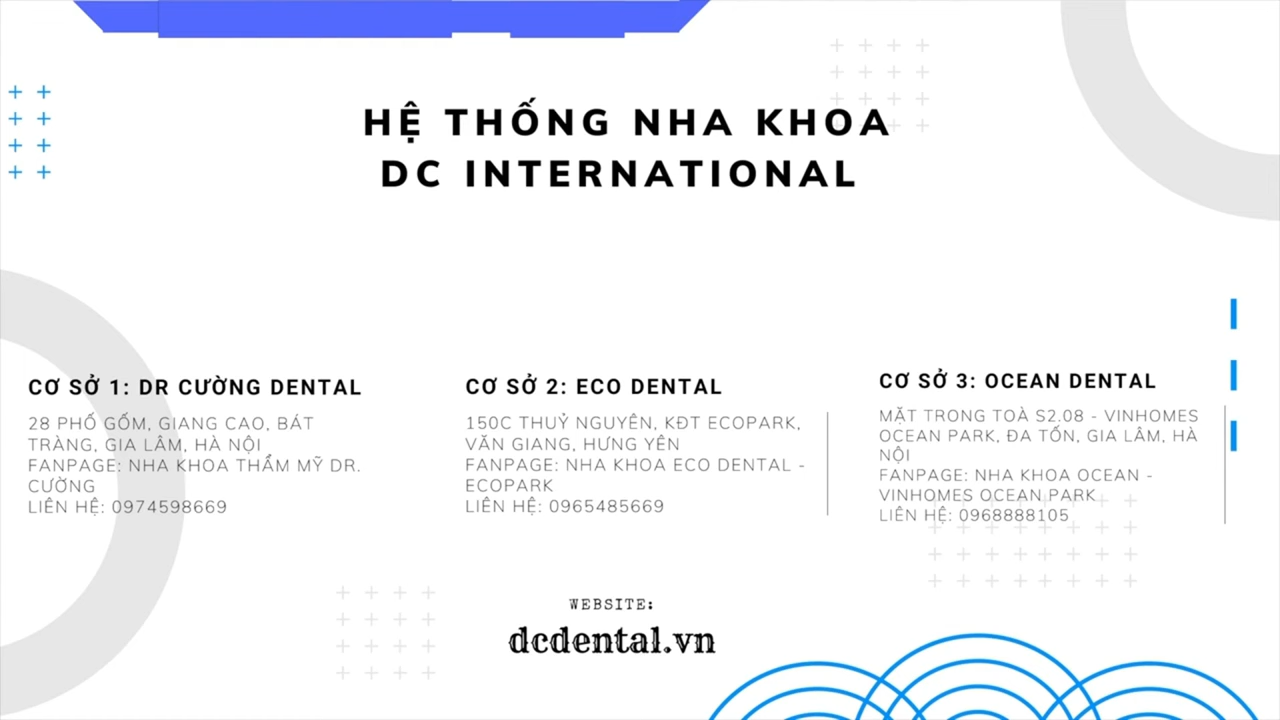 HỆ THỐNG NHA KHOA
DC INTERNATIONAL
CƠ SỞ 1: DR CƯỜNG DENTAL
28 PHỐ GỐM, GIANG CAO, BÁT
TRÀNG, GIA LÂM, HÀ NỘI
FANPAGE: NHA KHOA THẨM MỸ DR.
CƯỜNG
LIÊN HỆ: 0974598669
CƠ SỞ 2: ECO DENTAL
150C THUỶ NGUYÊN, KĐT ECOPARK,
VĂN GIANG, HƯNG YÊN
FANPAGE: NHA KHOA ECO DENTAL -
ECOPARK
LIÊN HỆ: 0965485669
CƠ SỞ 3: OCEAN DENTAL
MẶT TRONG TOÀ S2.08 - VINHOMES
OCEAN PARK, ĐA TỐN, GIA LÂM, HÀ
NỘI
FANPAGE: NHA KHOA OCEAN -
VINHOMES OCEAN PARK
LIÊN HỆ: 0968888105
WEBSITE:
dcdental.vn